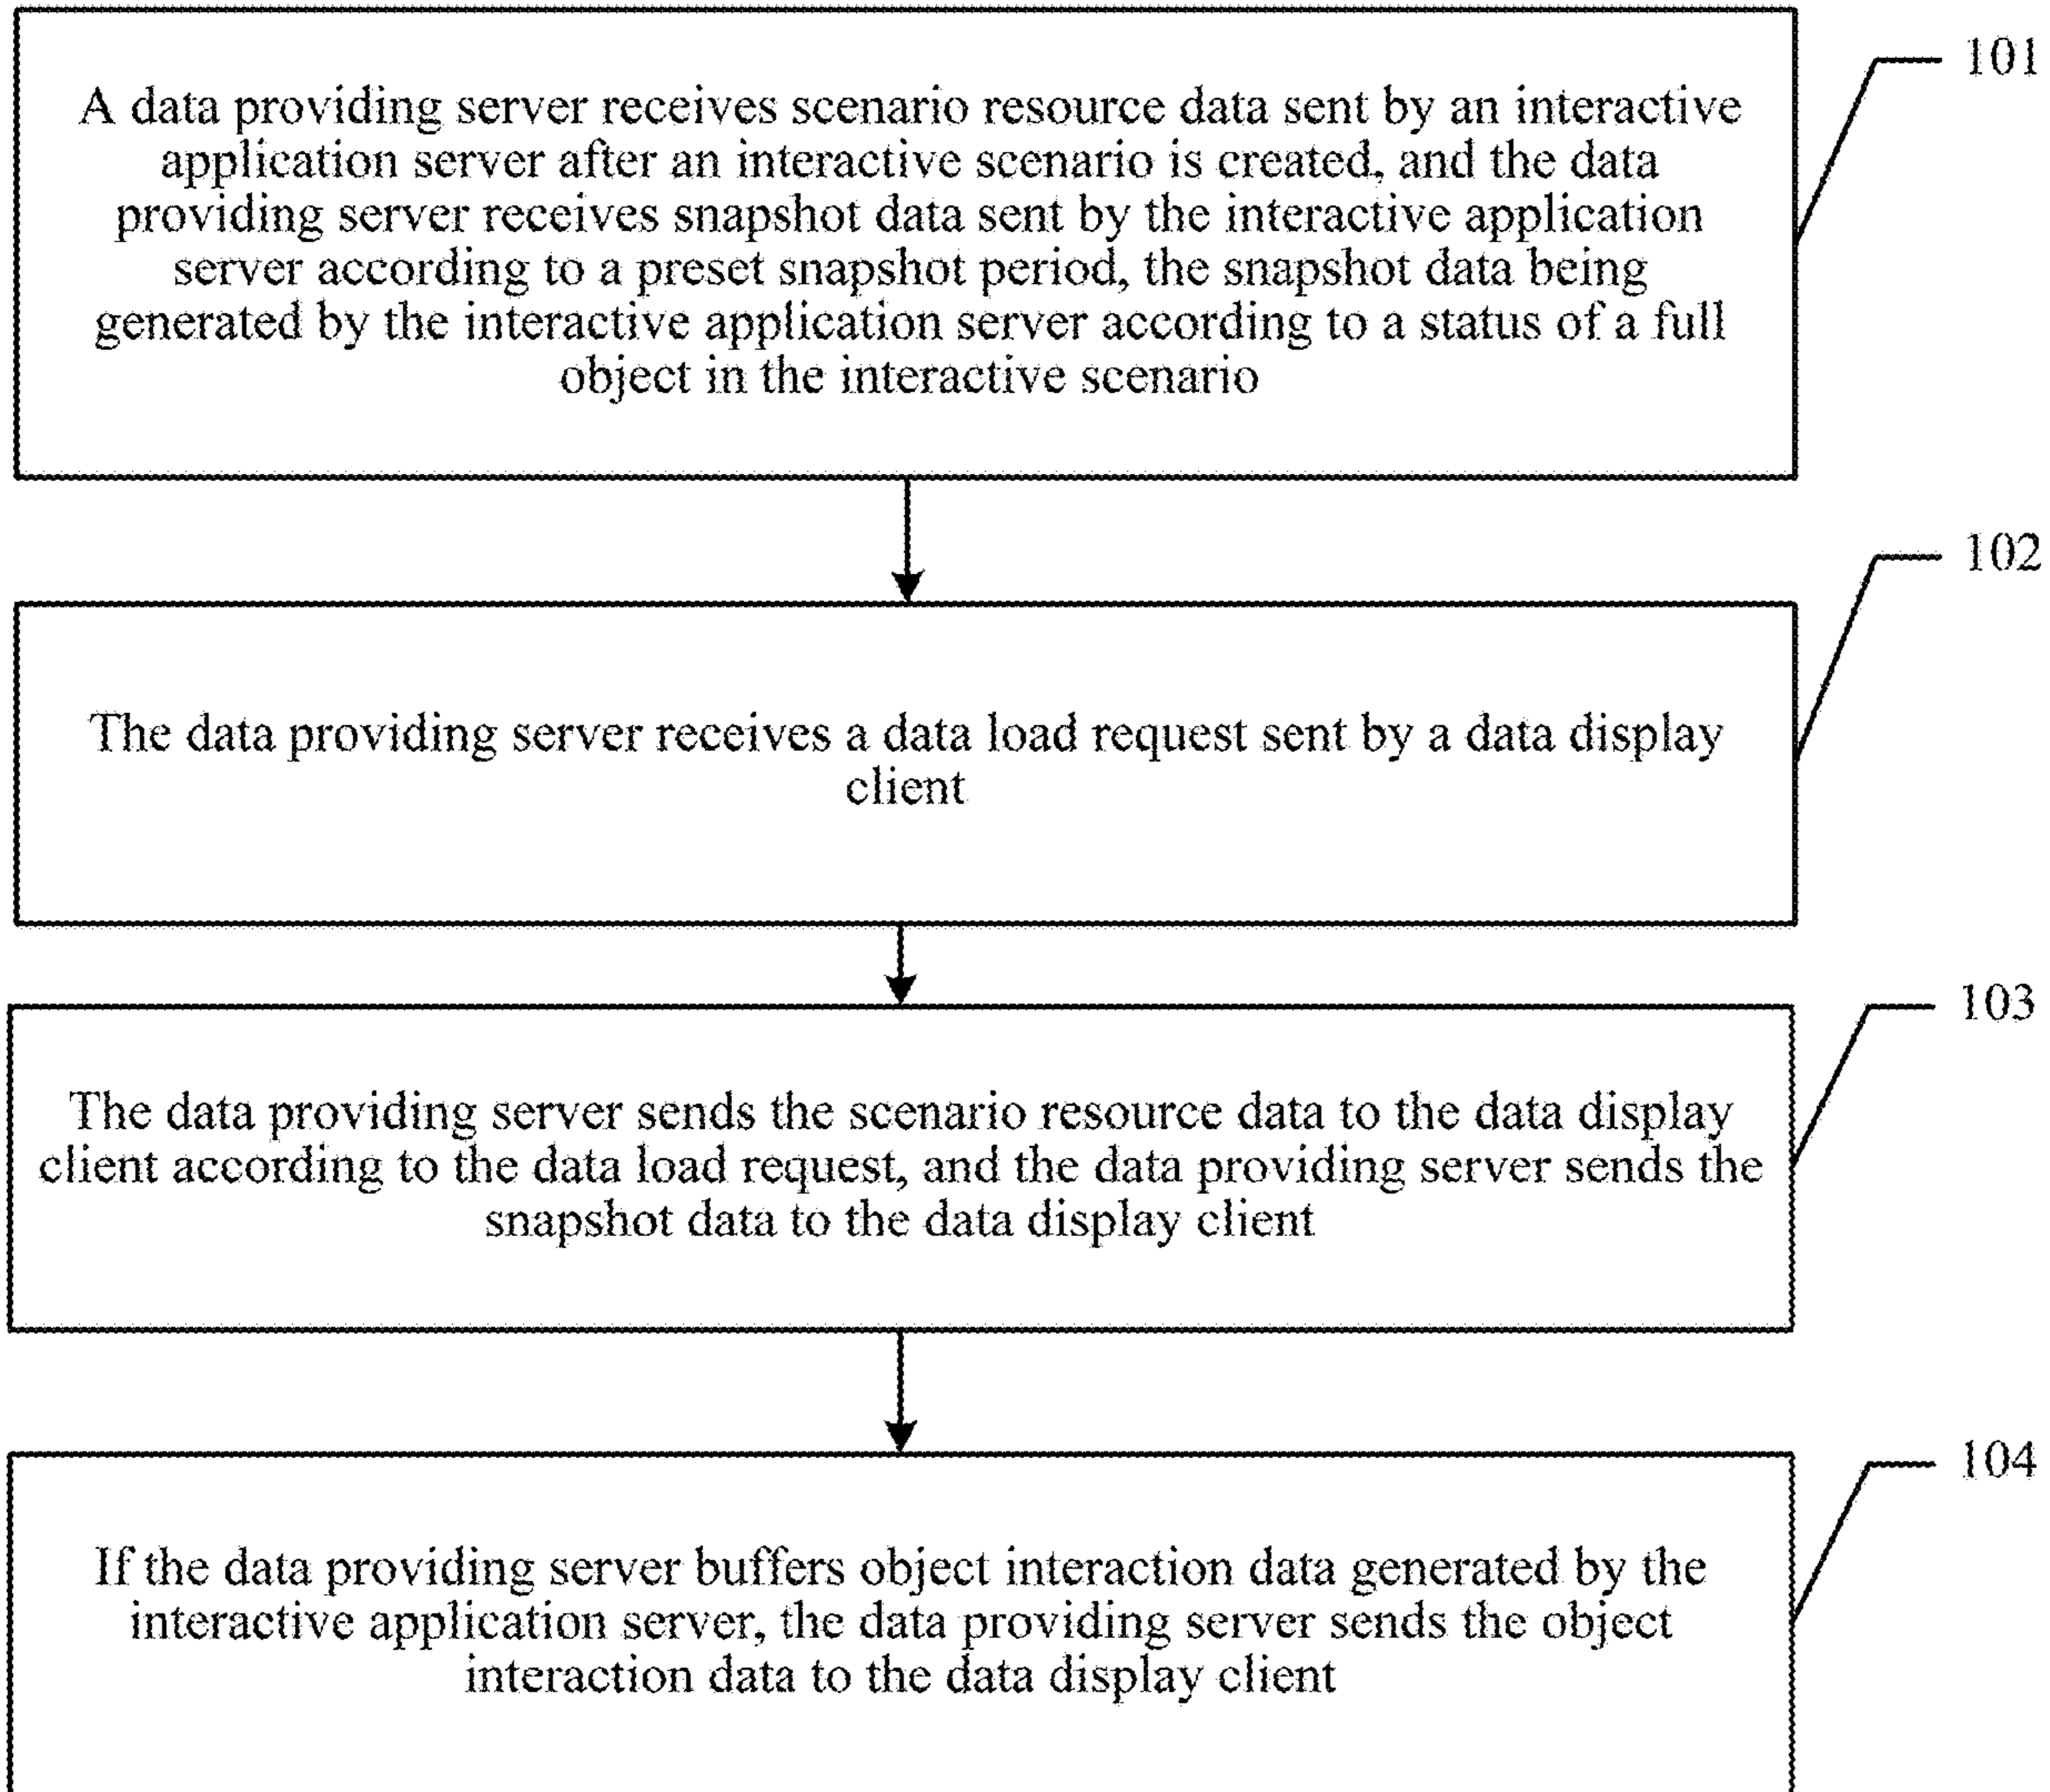 101
A data providing server receives scenario resource data sent by an interactive
application server after an interactive scenario is created, and the data
providing server receives snapshot data sent by the interactive application
server according to a preset snapshot period, the snapshot data being
generated by the interactive application server according to a status of a full
object in the interactive scenario
102
The data providing server receives a data load request sent by a data display
client
103
The data providing server sends the scenario resource data to the data display
client according to the data load request, and the data providing server sends the
snapshot data to the data display client
104
If the data providing server buffers object interaction data generated by the
interactive application server, the data providing server sends the object
interaction data to the data display client